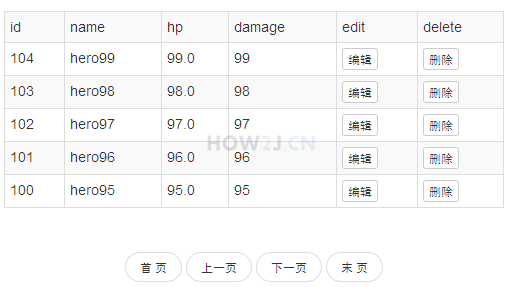 id name hp damage edit delete
104 hero99 99.0 99 编辑 删除
103 hero98 98.0 98 编辑 删除
102 hero97 97.0 97 编辑 删除
HOW2J.CN
101 hero96 96.0 96 编辑 删除
100 hero95 95.0 95 编辑 删除
首 页 上一页 下一页 末 页